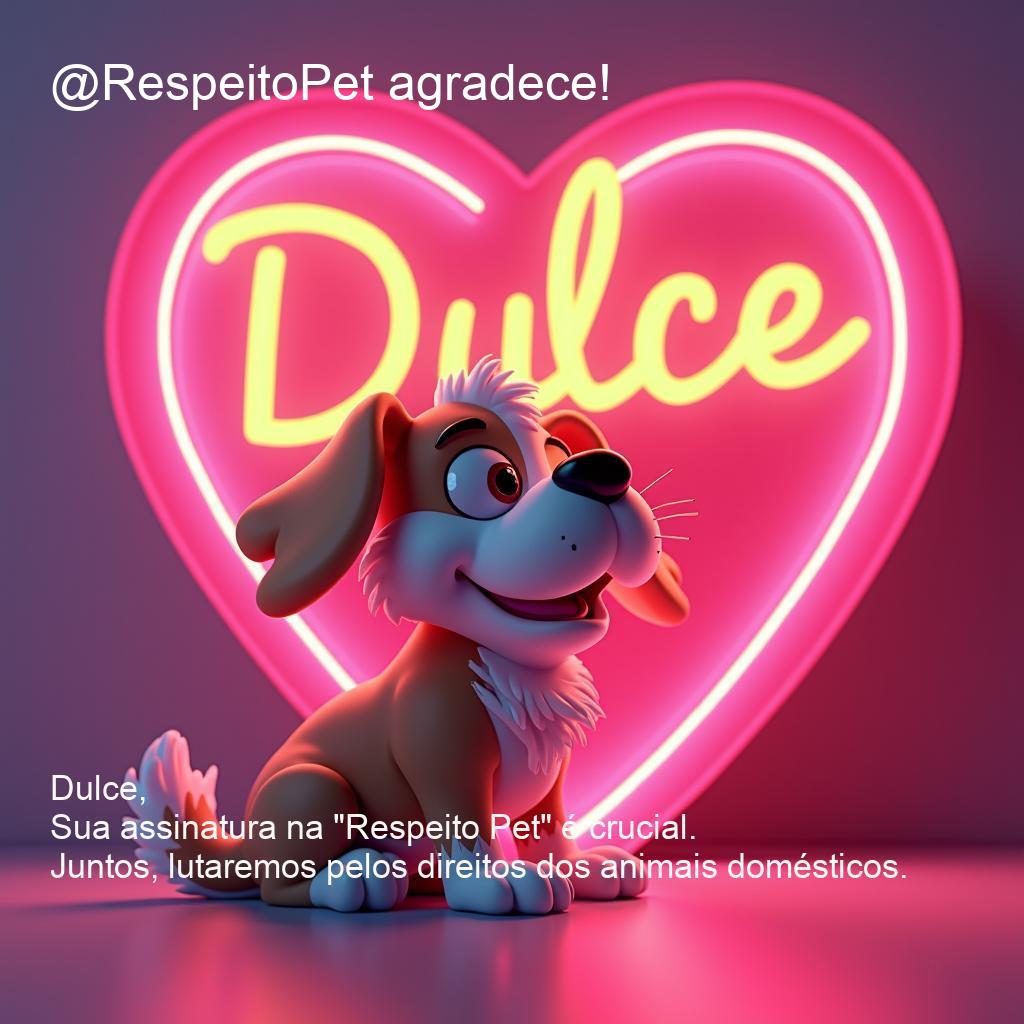 @RespeitoPet agradece!
Dulce
Dulce,
Sua assinatura na "Respeito Pet" é crucial.
Juntos, lutaremos pelos direitos dos animais domésticos.